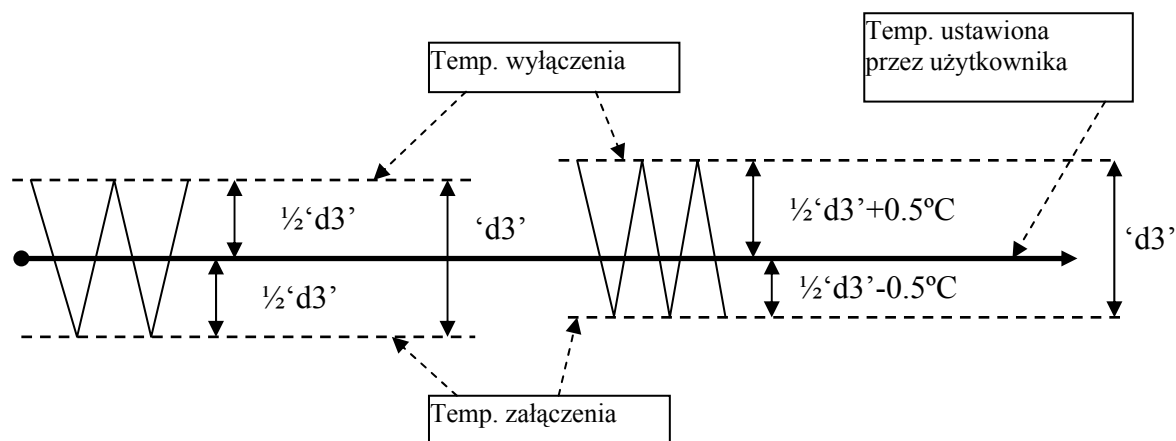 Temp. ustawiona
przez użytkownika
Temp. wyłączenia
½‘d3’
‘d3’
½‘d3’+0.5ºC
‘d3’
½‘d3’
½‘d3’-0.5ºC
Temp. załączenia